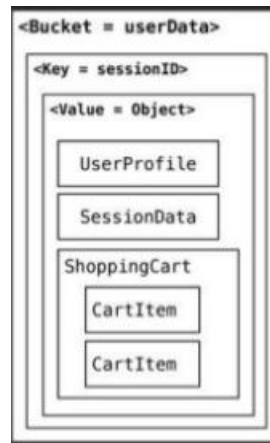 <Bucket = userData>
<Key = sessionID>
<Value = Object>
UserProfile
SessionData
ShoppingCart
CartItem
CartItem